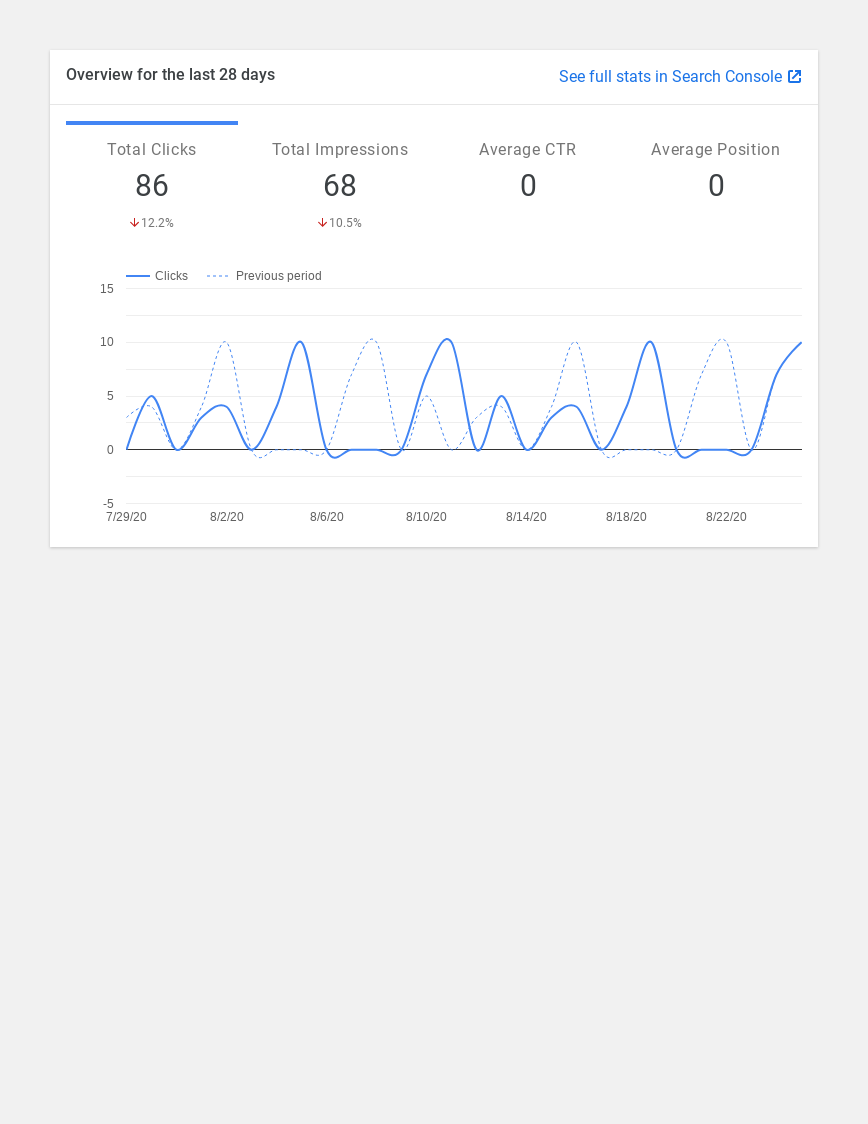 Overview for the last 28 days
See full stats in Search Console
Total Clicks
86
12.2%
Total Impressions
68
10.5%
Average CTR
0
Average Position
0
Clicks
Previous period
15
10
5
0
-5
7/29/20 8/2/20 8/6/20 8/10/20 8/14/20 8/18/20 8/22/20